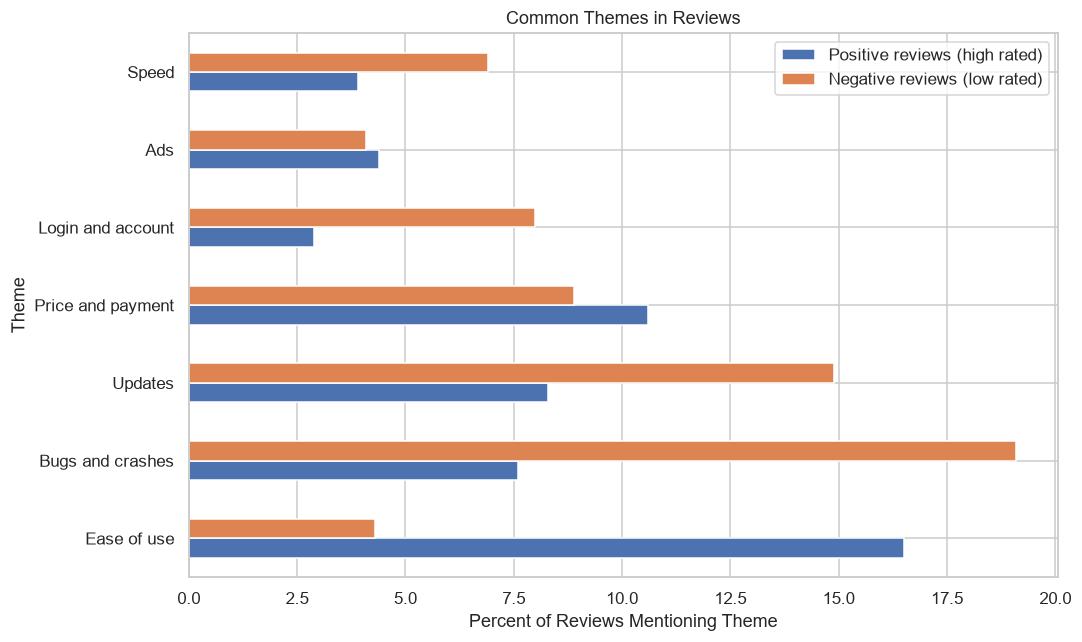 Common Themes in Reviews
Positive reviews (high rated)
Negative reviews (low rated)
Theme
Speed
Ads
Login and account
Price and payment
Updates
Bugs and crashes
Ease of use
0.0 2.5 5.0 7.5 10.0 12.5 15.0 17.5 20.0
Percent of Reviews Mentioning Theme